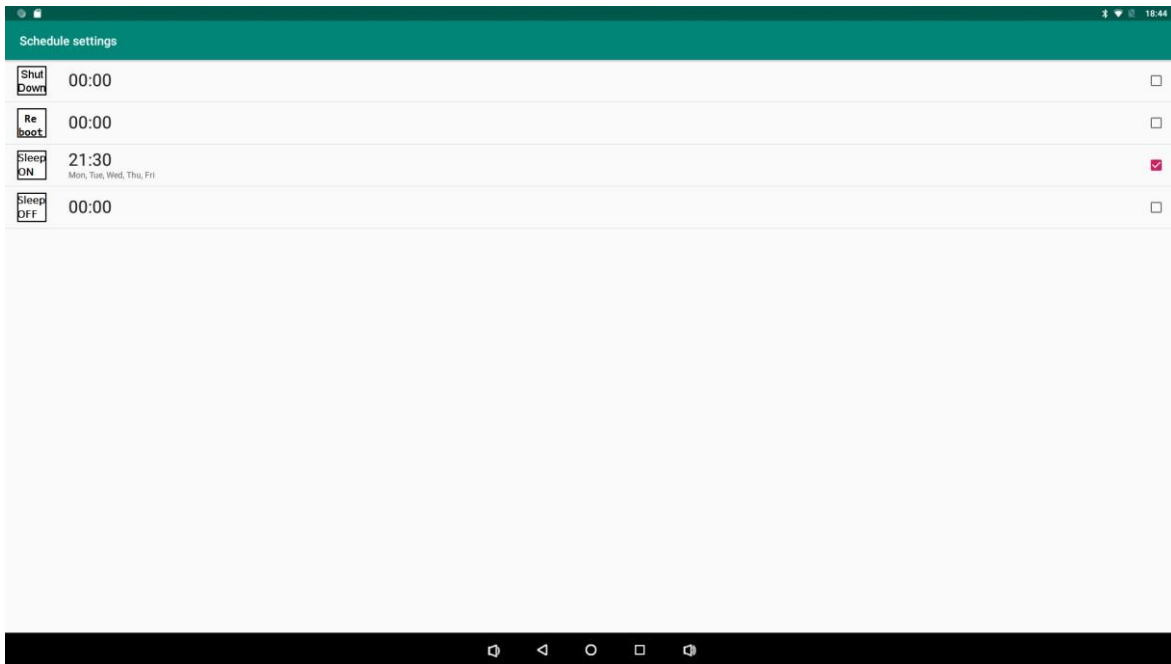 18:44
Schedule settings
Shut
Down
00:00
Re
boot
00:00
Sleep
ON
21:30
Mon, Tue, Wed, Thu, Fri
Sleep
OFF
00:00